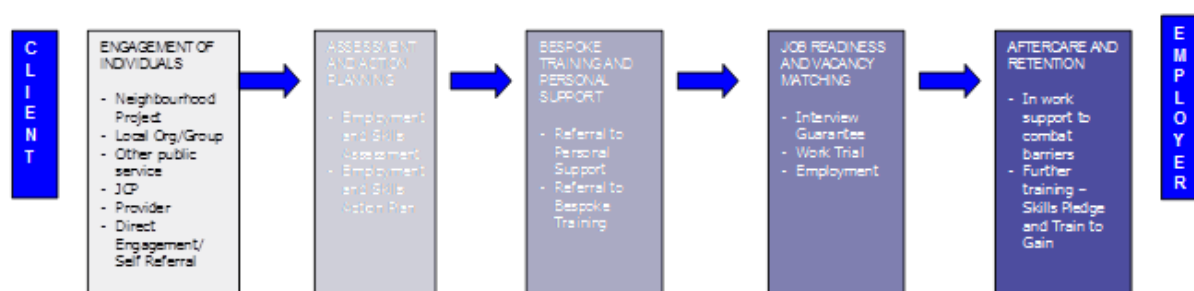 CLIENT
ENGAGEMENT OF
INDIVIDUALS
- Neighbourhood
Project
- Local Org/Group
- Other public
service
- JCP
- Provider
- Direct
Engagement/
Self Referral
ASSESSMENT
AND ACTION
PLANNING
- Employment
and Skills
Assessment
- Employment
and Skills
Action Plan
BESPOKE
TRAINING AND
PERSONAL
SUPPORT
- Referral to
Personal
Support
- Referral to
Bespoke
Training
JOB READINESS
AND VACANCY
MATCHING
- Interview
Guarantee
- Work Trial
- Employment
AFTERCARE AND
RETENTION
- In work
support to
combat
barriers
- Further
training –
Skills Pledge
and Train to
Gain
EMPLOYER